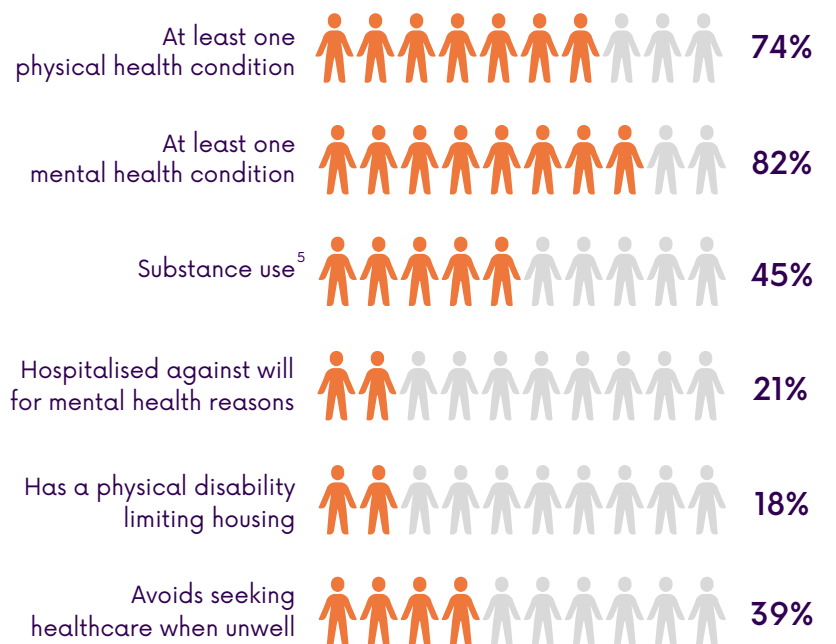 At least one
physical health condition
74%
At least one
mental health condition
82%
Substance use⁵
45%
Hospitalised against will
for mental health reasons
21%
Has a physical disability
limiting housing
18%
Avoids seeking
healthcare when unwell
39%